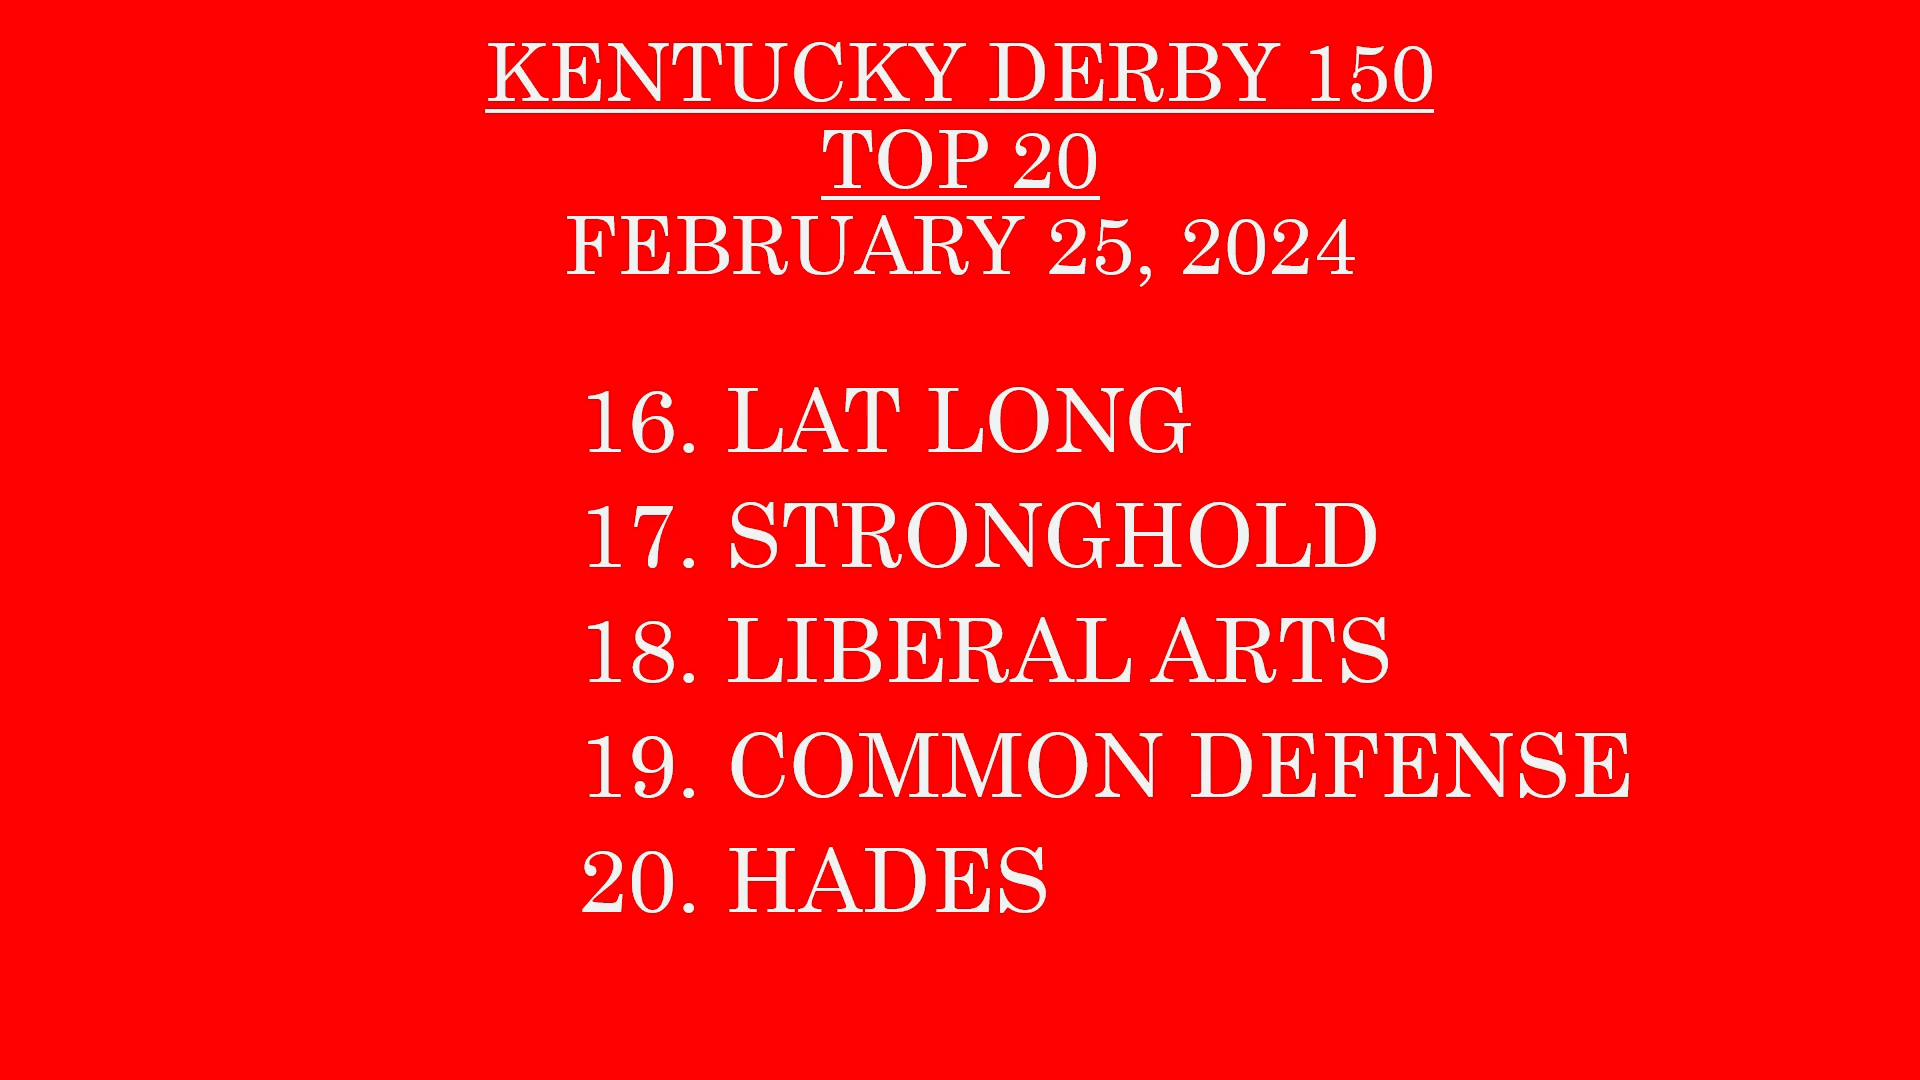 KENTUCKY DERBY 150
TOP 20
FEBRUARY 25, 2024
16. LAT LONG
17. STRONGHOLD
18. LIBERAL ARTS
19. COMMON DEFENSE
20. HADES